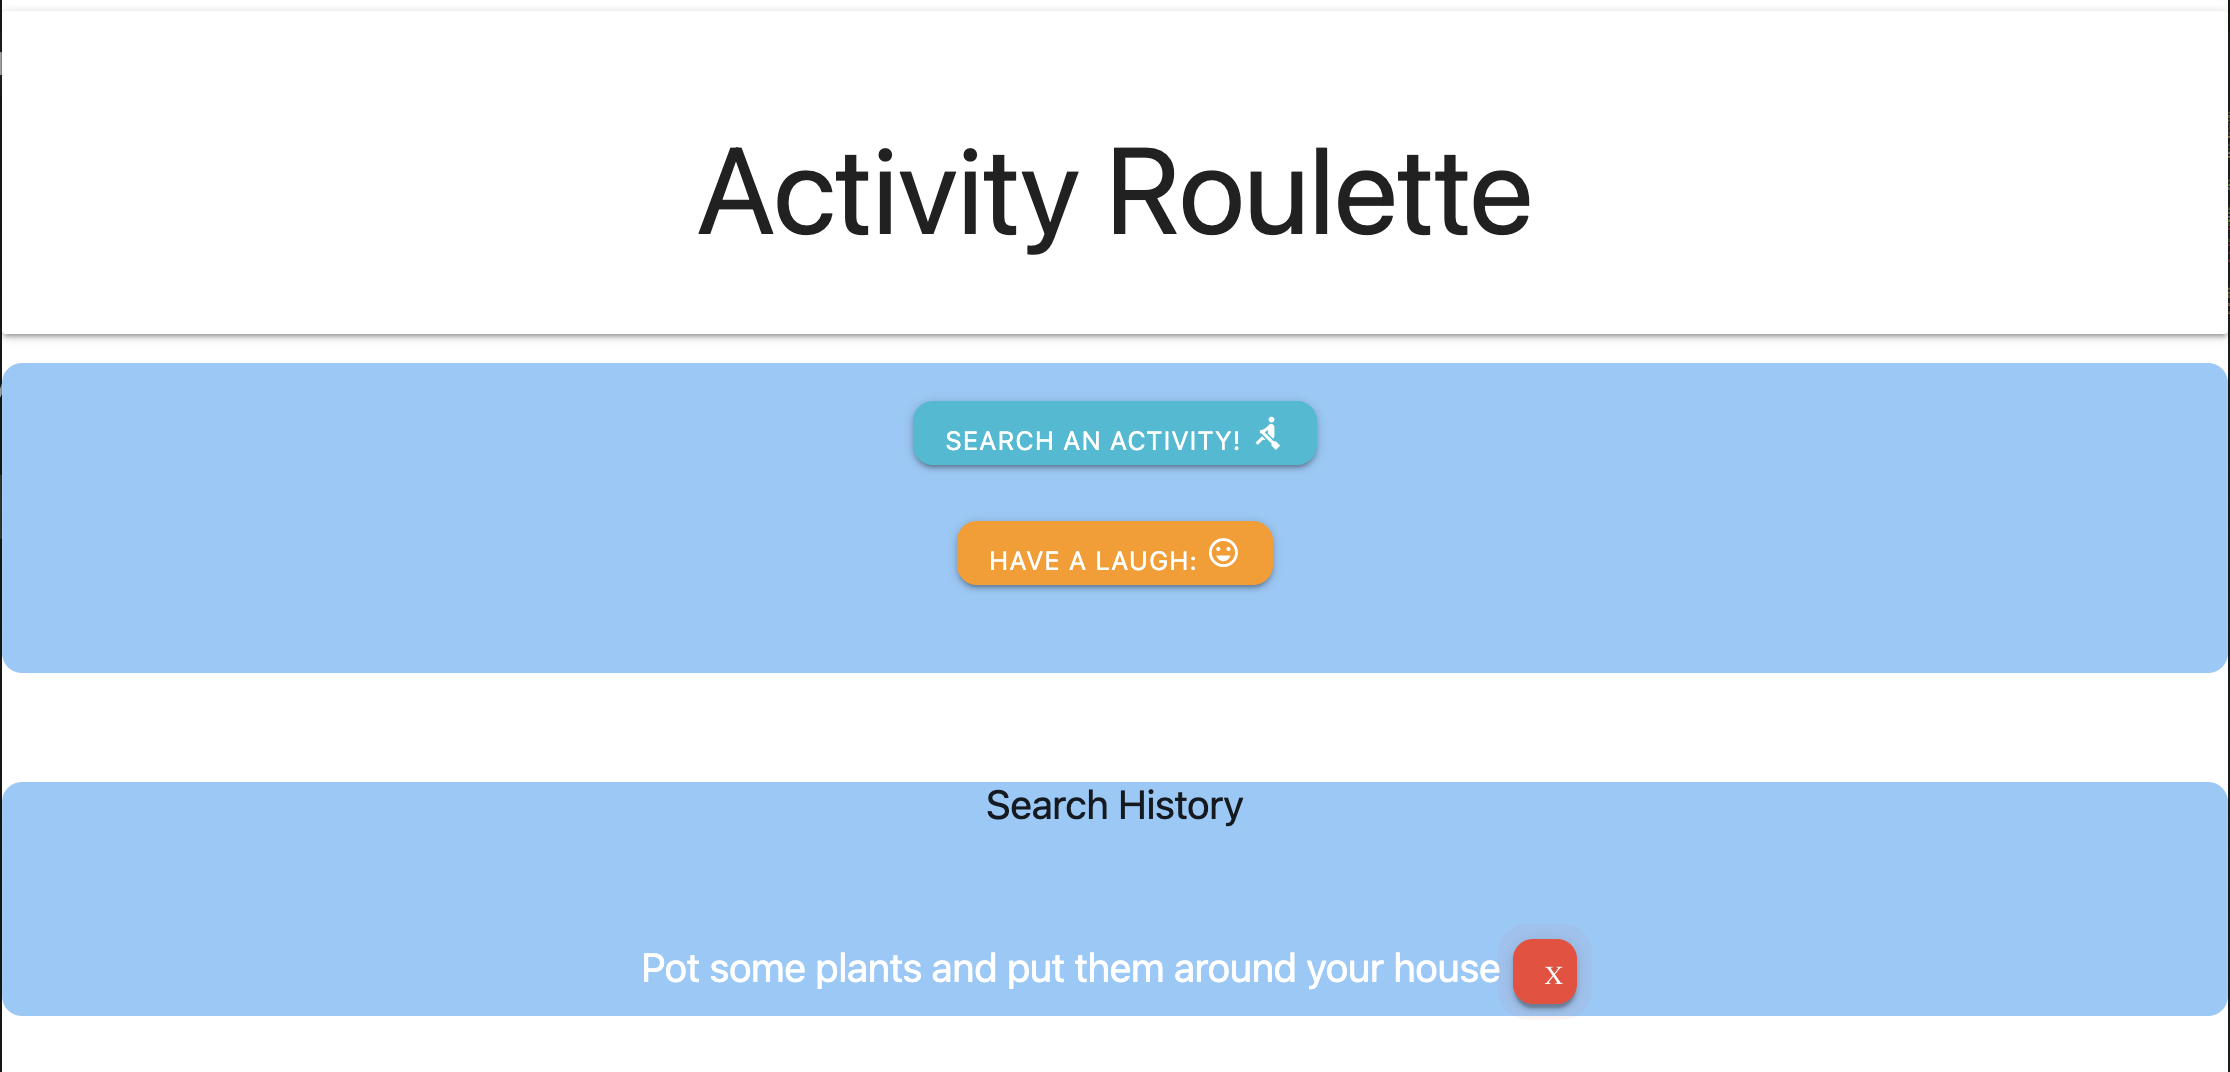 Activity Roulette
SEARCH AN ACTIVITY!
HAVE A LAUGH:
Search History
Pot some plants and put them around your house x